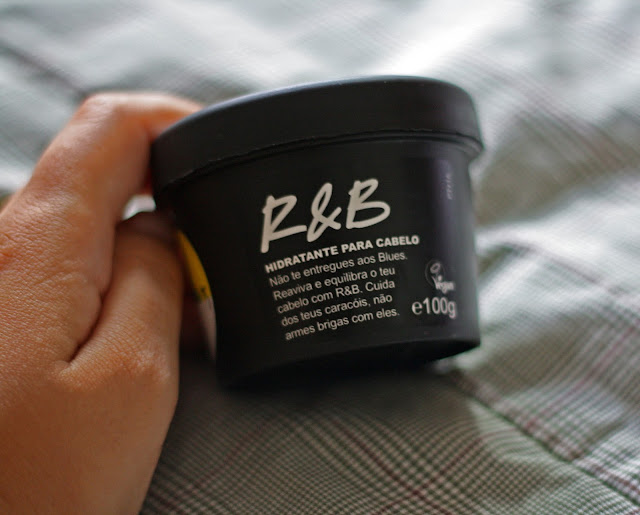 R&B
HIDRATANTE PARA CABELO
Não te entregues aos Blues.
Reaviva e equilibra o teu
cabelo com R&B. Cuida
dos teus caracóis, não
armes brigas com eles.
Vegan
e100g